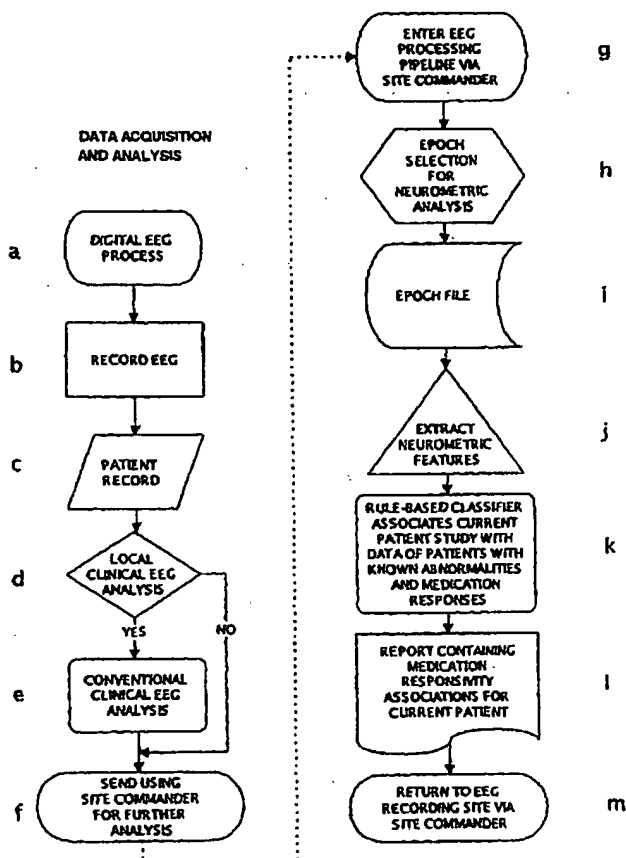 DATA ACQUISITION
AND ANALYSIS
a
DIGITAL EEG
PROCESS
b
RECORD EEG
c
PATIENT
RECORD
d
LOCAL
CLINICAL EEG
ANALYSIS
YES
NO
e
CONVENTIONAL
CLINICAL EEG
ANALYSIS
f
SEND USING
SITE COMMANDER
FOR FURTHER
ANALYSIS
ENTER EEG
PROCESSING
PIPELINE VIA
SITE COMMANDER
g
EPOCH
SELECTION
FOR
NEUROMETRIC
ANALYSIS
h
EPOCH FILE
i
EXTRACT
NEUROMETRIC
FEATURES
j
RULE-BASED CLASSIFIER
ASSOCIATES CURRENT
PATIENT STUDY WITH
DATA OF PATIENTS WITH
KNOWN ABNORMALITIES
AND MEDICATION
RESPONSES
k
REPORT CONTAINING
MEDICATION
RESPONSIVITY
ASSOCIATIONS FOR
CURRENT PATIENT
l
RETURN TO EEG
RECORDING SITE VIA
SITE COMMANDER
m